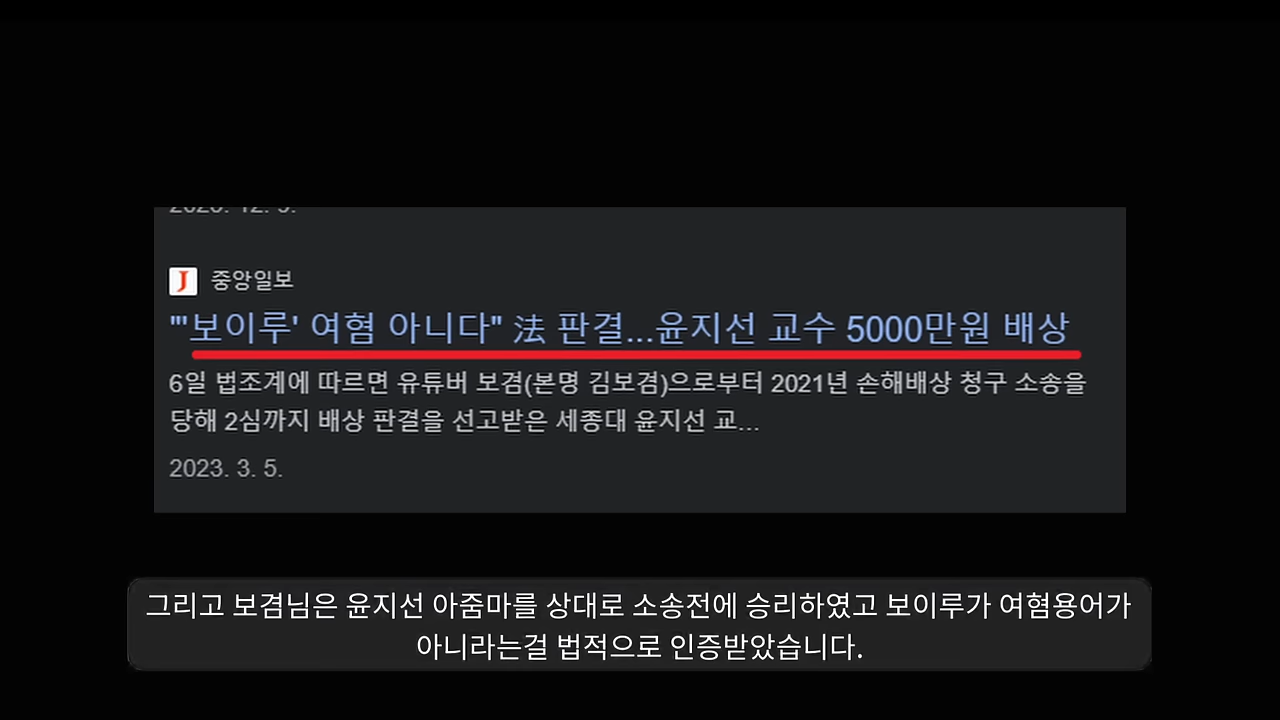 2023. 12. 9.
중앙일보
"'보이루' 여혐 아니다" 法 판결...윤지선 교수 5000만원 배상
6일 법조계에 따르면 유튜버 보겸(본명 김보겸)으로부터 2021년 손해배상 청구 소송을
당해 2심까지 배상 판결을 선고받은 세종대 윤지선 교...
2023. 3. 5.
그리고 보겸님은 윤지선 아줌마를 상대로 소송전에 승리하였고 보이루가 여혐용어가
아니라는걸 법적으로 인증받았습니다.